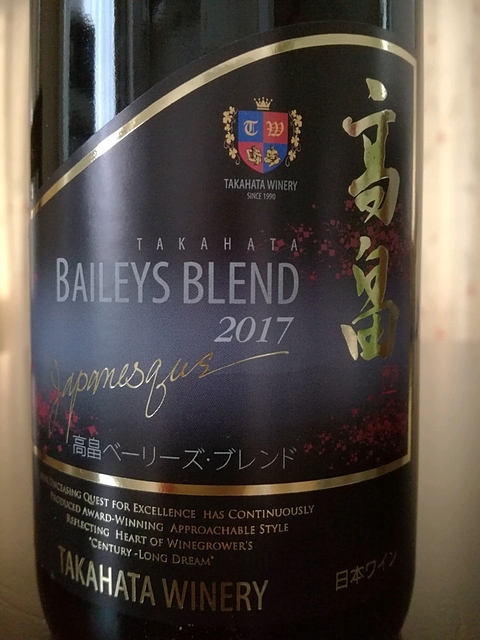 高畠
T W
TAKAHATA WINERY
SINCE 1990
TAKAHATA
BAILEYS BLEND
2017
Japanesque
高畠ベーリーズ・ブレンド
UNCEASING QUEST FOR EXCELLENCE HAS CONTINUOUSLY
PRODUCED AWARD-WINNING APPROACHABLE STYLE
REFLECTING HEART OF WINEGROWER'S
"CENTURY-LONG DREAM"
TAKAHATA WINERY
日本ワイン